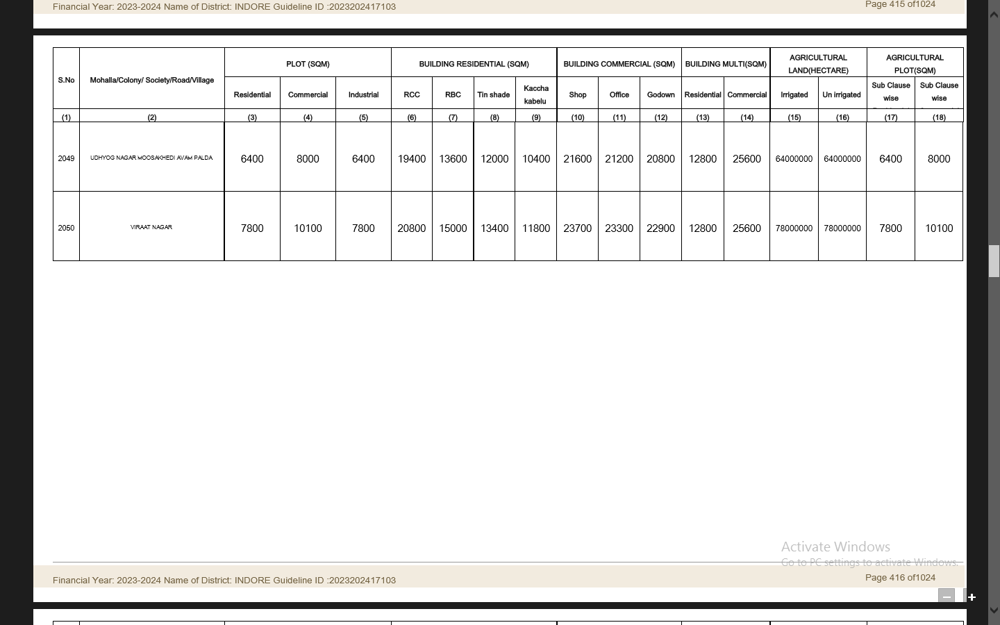 Financial Year: 2023-2024 Name of District: INDORE Guideline ID :2023202417103
Page 415 of1024
S.No
Mohalla/Colony/ Society/Road/Village
PLOT (SQM)
BUILDING RESIDENTIAL (SQM)
BUILDING COMMERCIAL (SQM)
BUILDING MULTI(SQM)
AGRICULTURAL
LAND(HECTARE)
AGRICULTURAL
PLOT(SQM)
Residential
Commercial
Industrial
RCC
RBC
Tin shade
Kaccha
kabelu
Shop
Office
Godown
Residential
Commercial
Irrigated
Un irrigated
Sub Clause
wise
Sub Clause
wise
(1) (2) (3) (4) (5) (6) (7) (8) (9) (10) (11) (12) (13) (14) (15) (16) (17) (18)
2049 UDHYOG NAGAR MOOSAKHEDI AVAM PALDA 6400 8000 6400 19400 13600 12000 10400 21600 21200 20800 12800 25600 64000000 64000000 6400 8000
2050 VIRAAT NAGAR 7800 10100 7800 20800 15000 13400 11800 23700 23300 22900 12800 25600 78000000 78000000 7800 10100
Activate Windows
Go to PC settings to activate Windows.
Financial Year: 2023-2024 Name of District: INDORE Guideline ID :2023202417103
Page 416 of1024